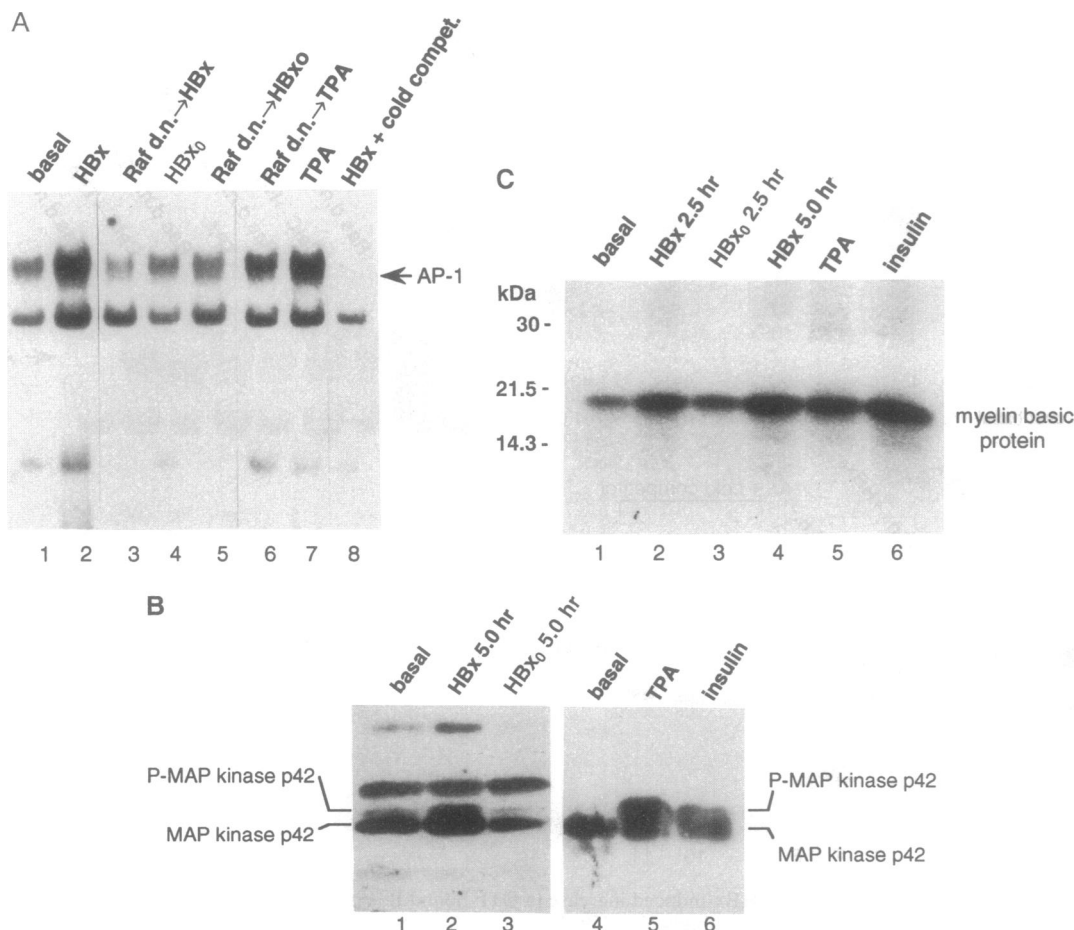 A
basal
HBx
Raf d.n.→HBx
HBx₀
Raf d.n.→HBxo
Raf d.n.→TPA
TPA
HBx + cold compet.
AP-1
1 2 3 4 5 6 7 8
C
basal
HBx 2.5 hr
HBx₀ 2.5 hr
HBx 5.0 hr
TPA
insulin
kDa
30 -
21.5 -
14.3 -
myelin basic
protein
1 2 3 4 5 6
B
basal
HBx 5.0 hr
HBx₀ 5.0 hr
basal
TPA
insulin
P-MAP kinase p42
MAP kinase p42
P-MAP kinase p42
MAP kinase p42
1 2 3 4 5 6